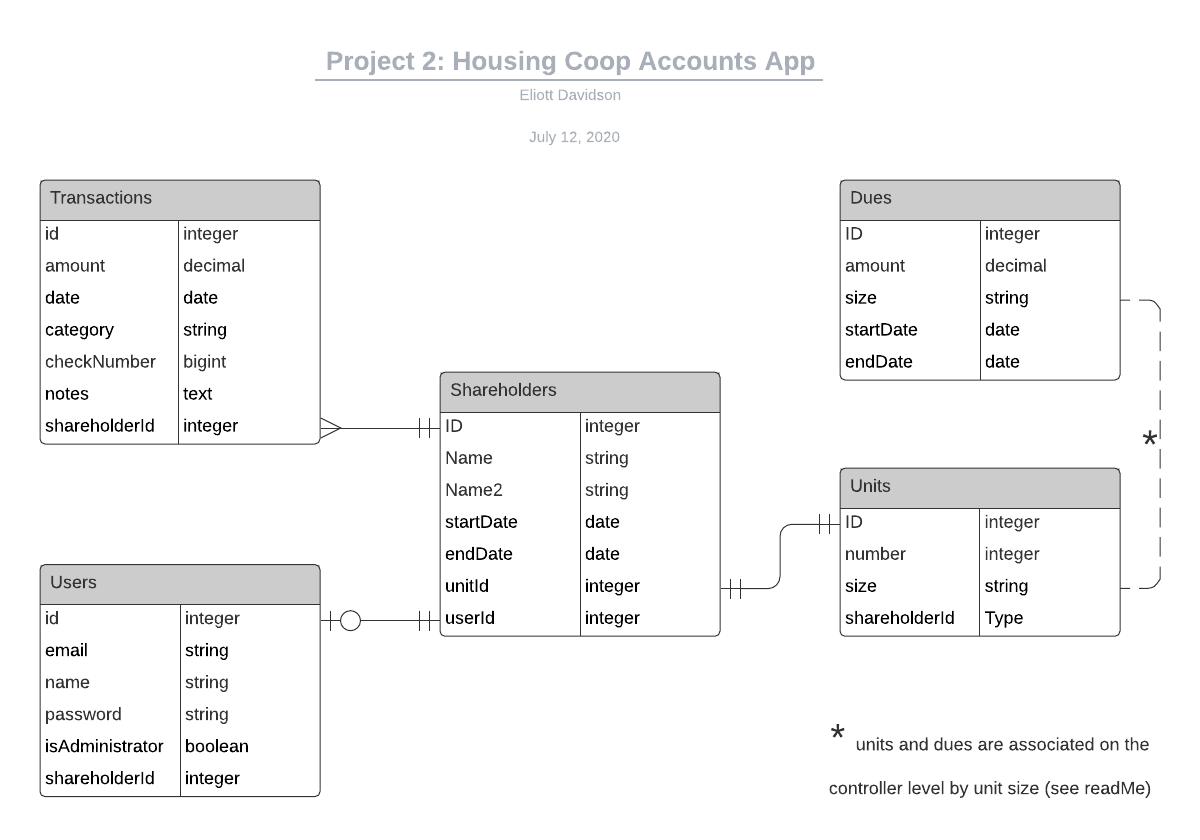 Project 2: Housing Coop Accounts App
Eliott Davidson
July 12, 2020
Transactions
id integer
amount decimal
date date
category string
checkNumber bigint
notes text
shareholderId integer
Users
id integer
email string
name string
password string
isAdministrator boolean
shareholderId integer
Shareholders
ID integer
Name string
Name2 string
startDate date
endDate date
unitId integer
userId integer
Dues
ID integer
amount decimal
size string
startDate date
endDate date
*
Units
ID integer
number integer
size string
shareholderId Type
* units and dues are associated on the
controller level by unit size (see readMe)